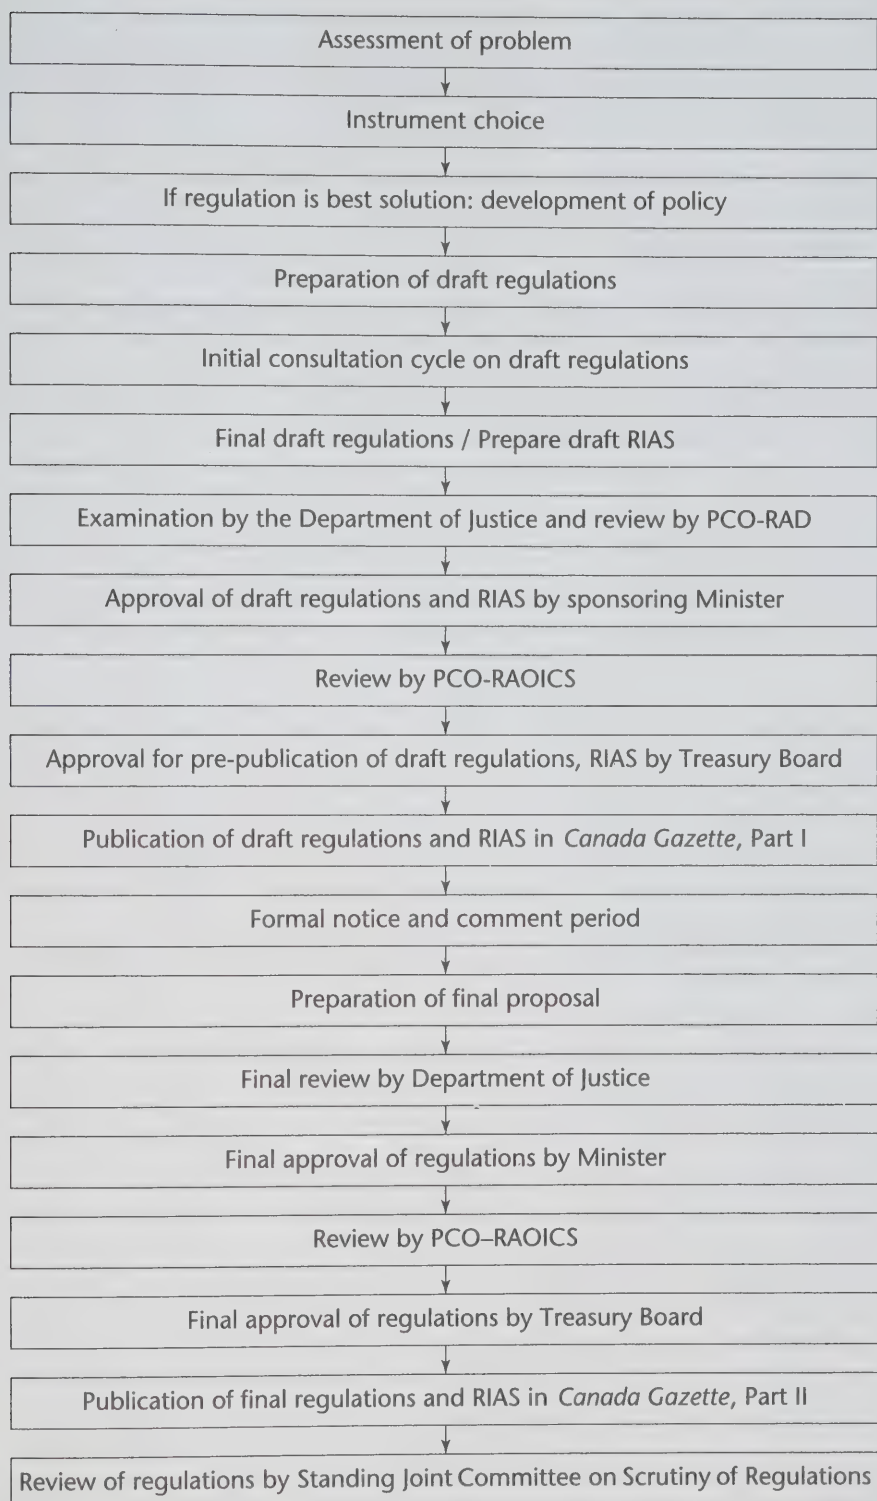 Assessment of problem
Instrument choice
If regulation is best solution: development of policy
Preparation of draft regulations
Initial consultation cycle on draft regulations
Final draft regulations / Prepare draft RIAS
Examination by the Department of Justice and review by PCO-RAD
Approval of draft regulations and RIAS by sponsoring Minister
Review by PCO-RAOICS
Approval for pre-publication of draft regulations, RIAS by Treasury Board
Publication of draft regulations and RIAS in Canada Gazette, Part I
Formal notice and comment period
Preparation of final proposal
Final review by Department of Justice
Final approval of regulations by Minister
Review by PCO–RAOICS
Final approval of regulations by Treasury Board
Publication of final regulations and RIAS in Canada Gazette, Part II
Review of regulations by Standing Joint Committee on Scrutiny of Regulations